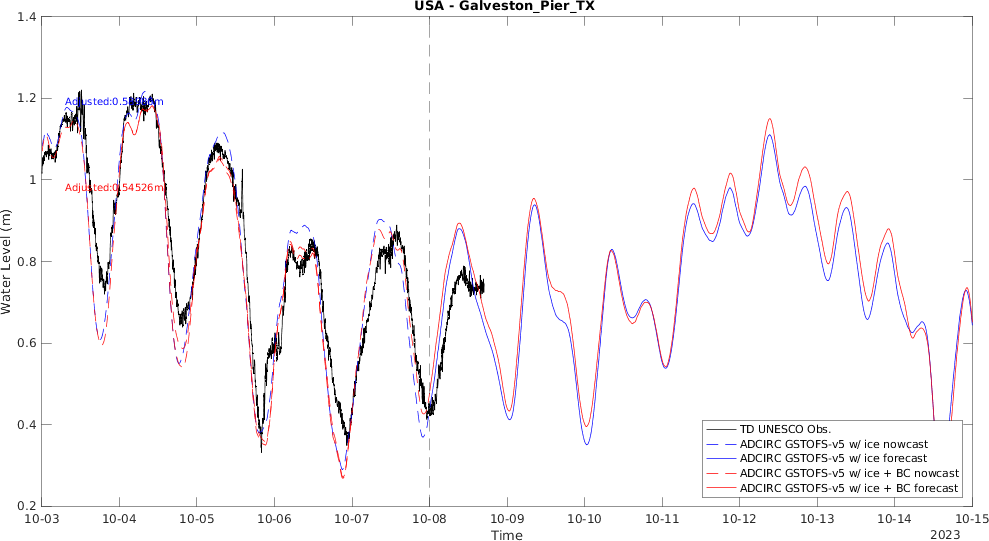 USA - Galveston_Pier_TX
1.4
1.2
1
0.8
0.6
0.4
0.2
Water Level (m)
Adjusted:0.54526m
10-03
10-04
10-05
10-06
10-07
10-08
10-09
10-10
10-11
10-12
10-13
10-14
10-15
Time
2023
TD UNESCO Obs.
ADCIRC GSTOFS-v5 w/ ice nowcast
ADCIRC GSTOFS-v5 w/ ice forecast
ADCIRC GSTOFS-v5 w/ ice + BC nowcast
ADCIRC GSTOFS-v5 w/ ice + BC forecast